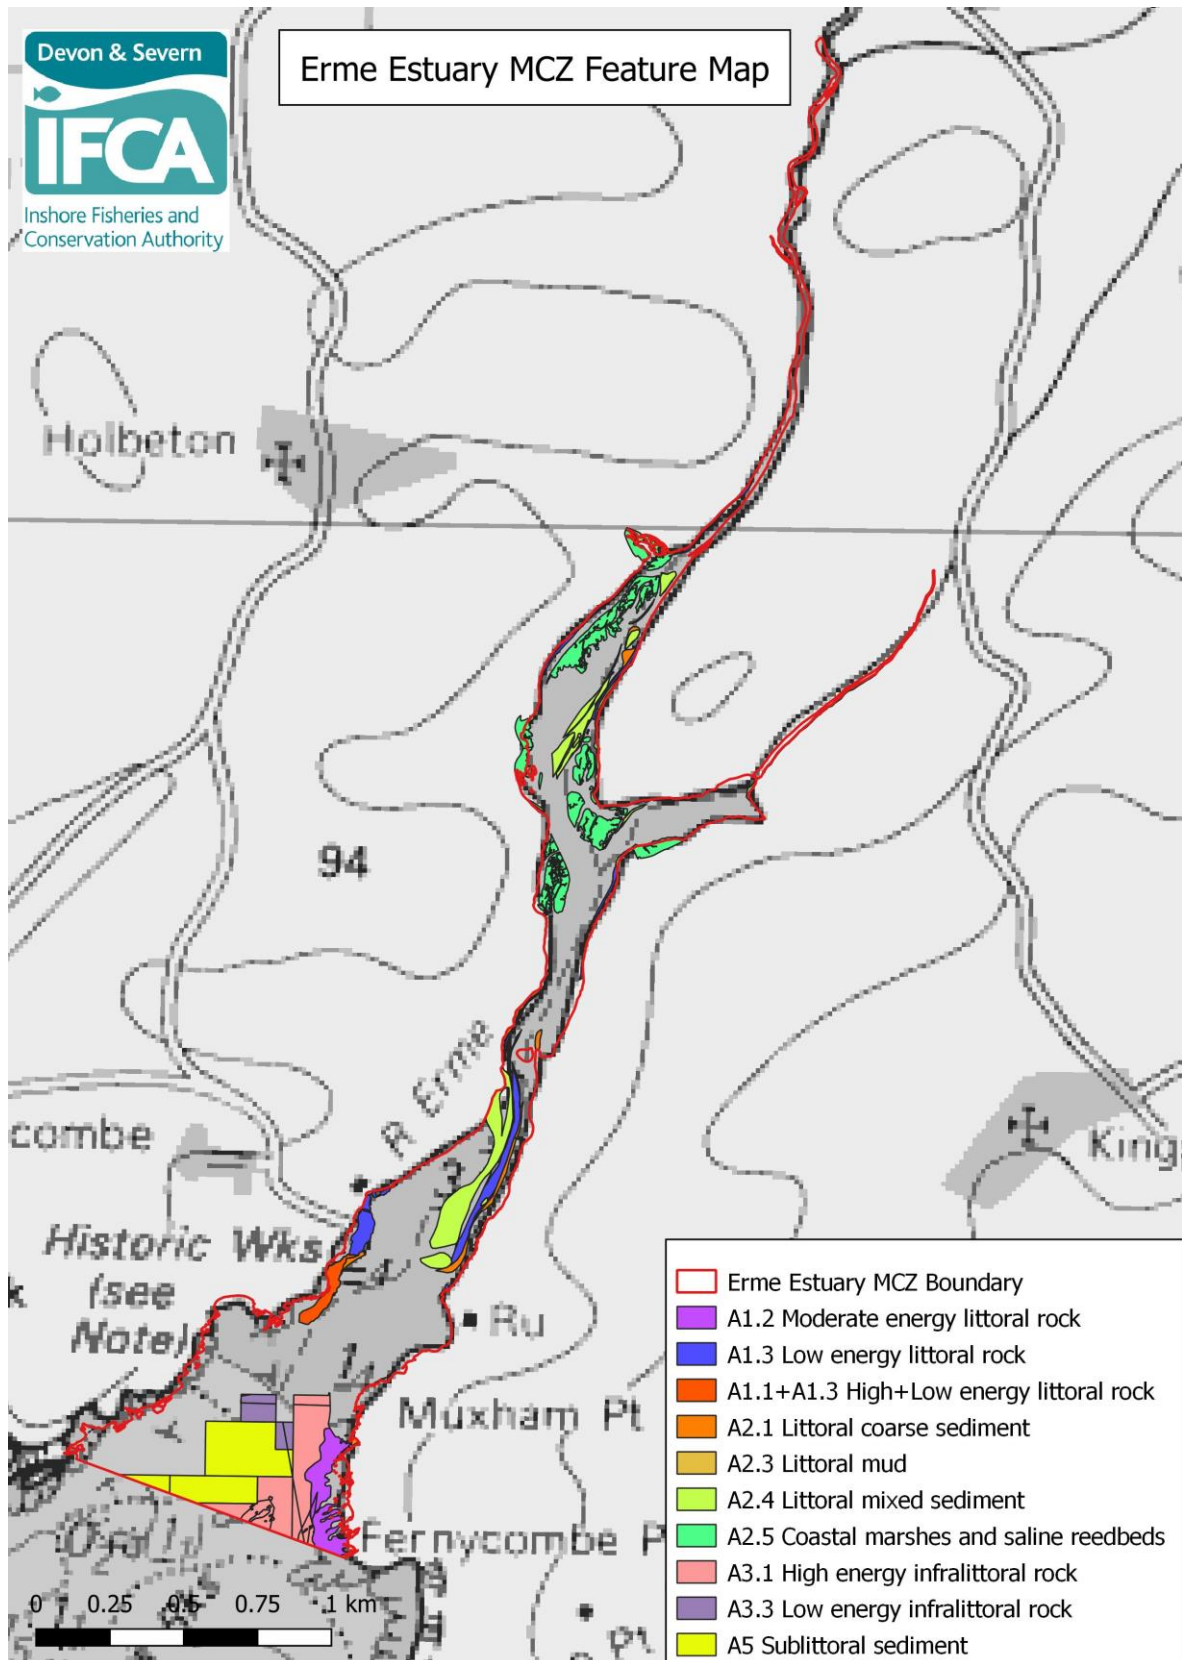 Devon & Severn
IFCA
Inshore Fisheries and
Conservation Authority
Erme Estuary MCZ Feature Map
Holbeton
94
R Erme
combe
King
3
Historic Wks
(see
Note)
4
Ru
Muxham Pt
Fernycombe P
Pt
0 0.25 0.5 0.75 1 km
Erme Estuary MCZ Boundary
A1.2 Moderate energy littoral rock
A1.3 Low energy littoral rock
A1.1+A1.3 High+Low energy littoral rock
A2.1 Littoral coarse sediment
A2.3 Littoral mud
A2.4 Littoral mixed sediment
A2.5 Coastal marshes and saline reedbeds
A3.1 High energy infralittoral rock
A3.3 Low energy infralittoral rock
A5 Sublittoral sediment